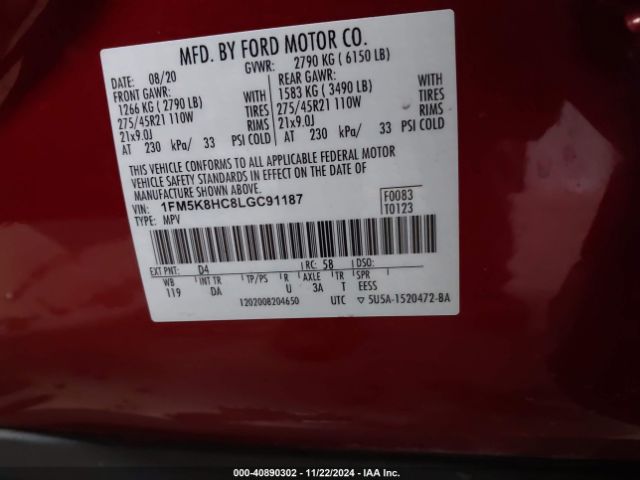 MFD. BY FORD MOTOR CO.
DATE: 08/20 GVWR: 2790 KG ( 6150 LB)
FRONT GAWR: REAR GAWR:
1266 KG ( 2790 LB) WITH 1583 KG ( 3490 LB) WITH
275/45R21 110W TIRES 275/45R21 110W TIRES
21x9.0J RIMS 21x9.0J RIMS
AT 230 kPa/ 33 PSI COLD AT 230 kPa/ 33 PSI COLD
THIS VEHICLE CONFORMS TO ALL APPLICABLE FEDERAL MOTOR
VEHICLE SAFETY STANDARDS IN EFFECT ON THE DATE OF
MANUFACTURE SHOWN ABOVE.
VIN: 1FM5K8HC8LGC91187 F0083
TYPE: MPV T0123
EXT PNT: D4 RC: 58 DSO:
WB INT TR TP/PS R AXLE TR SPR
119 DA U 3A T EESS
1202008204650 UTC ▽ 5U5A-1520472-BA
000-40890302 - 11/22/2024 - IAA Inc.